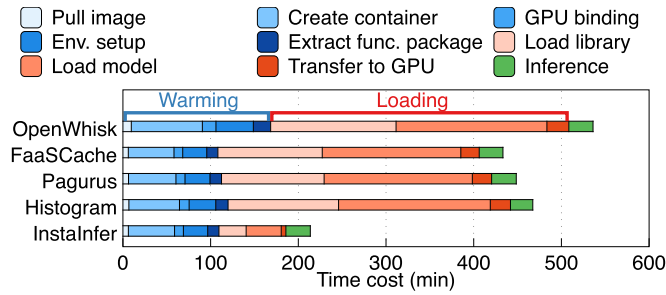 Pull image Create container GPU binding
Env. setup Extract func. package Load library
Load model Transfer to GPU Inference
Warming Loading
OpenWhisk
FaaSCache
Pagurus
Histogram
InstaInfer
0 100 200 300 400 500 600
Time cost (min)